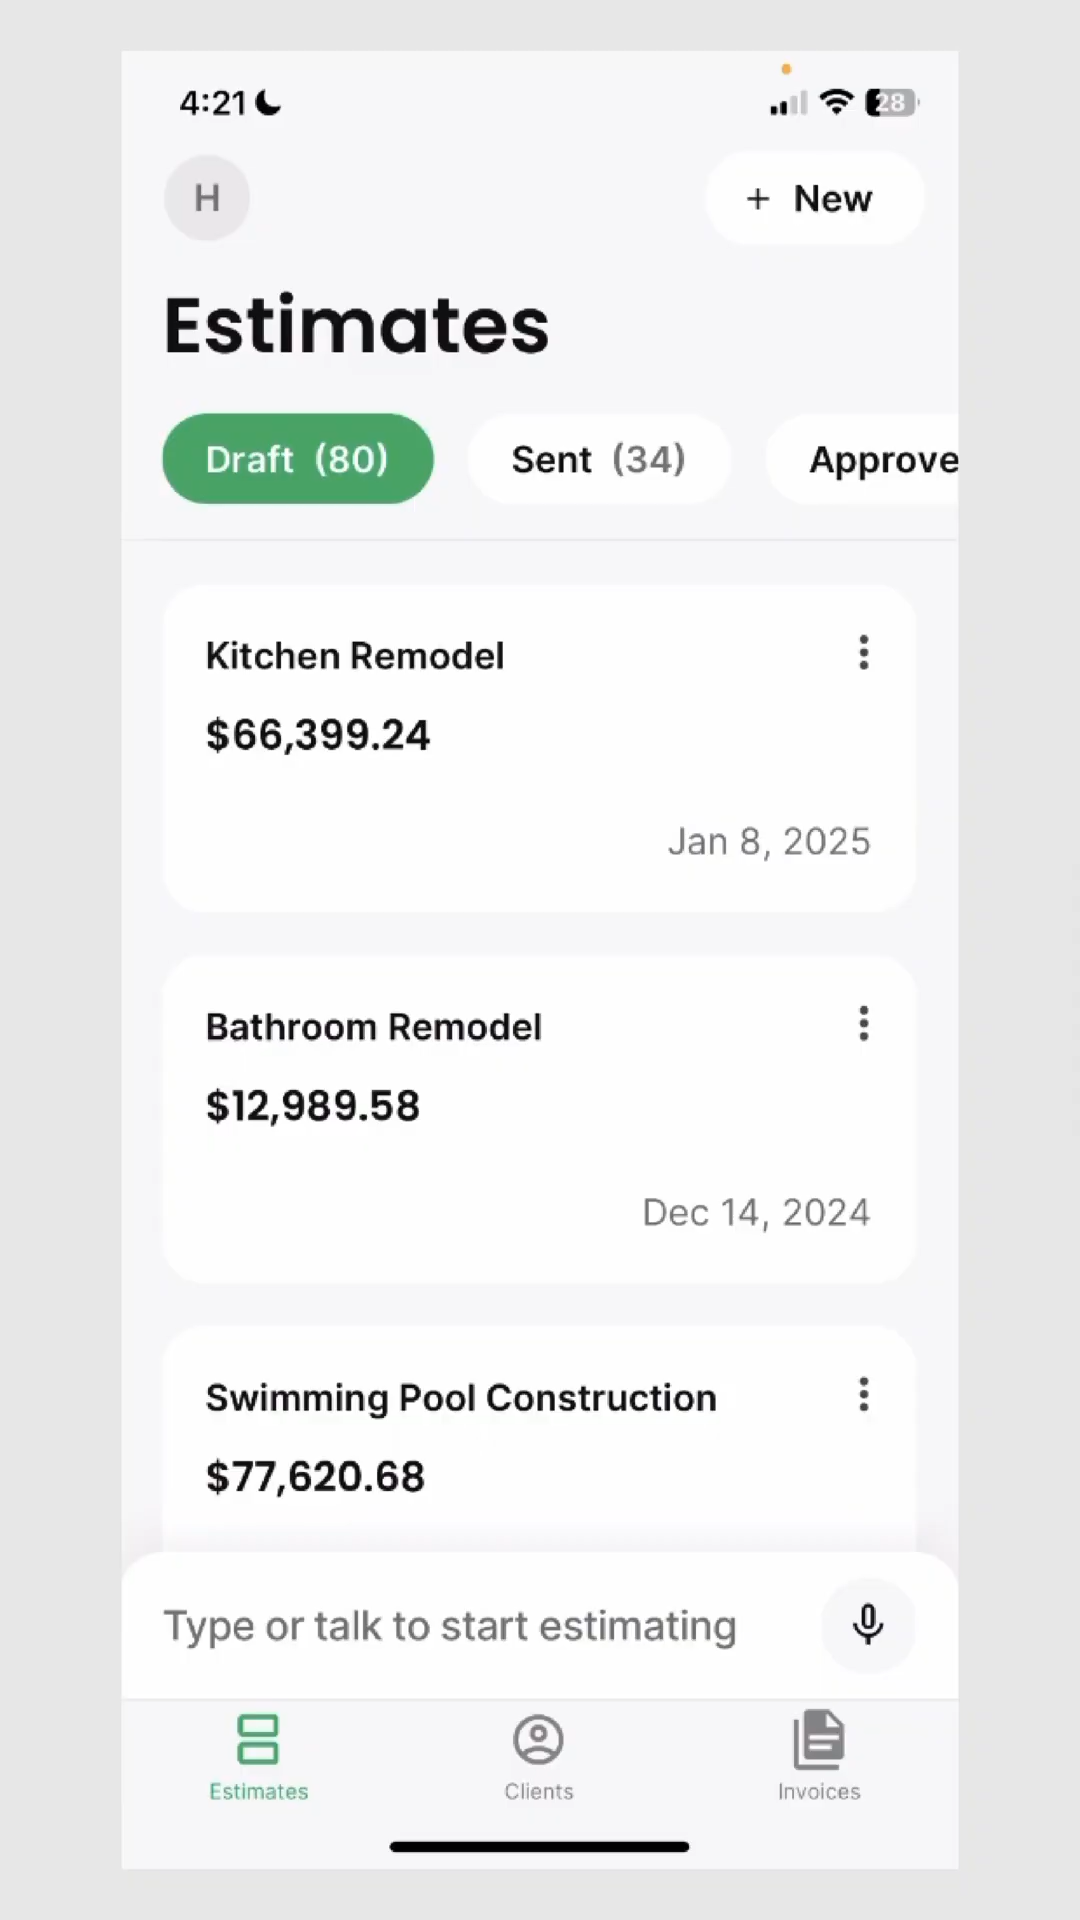 4:21
28
H
+ New
Estimates
Draft (80)
Sent (34)
Approve
Kitchen Remodel
$66,399.24
Jan 8, 2025
Bathroom Remodel
$12,989.58
Dec 14, 2024
Swimming Pool Construction
$77,620.68
Type or talk to start estimating
Estimates
Clients
Invoices